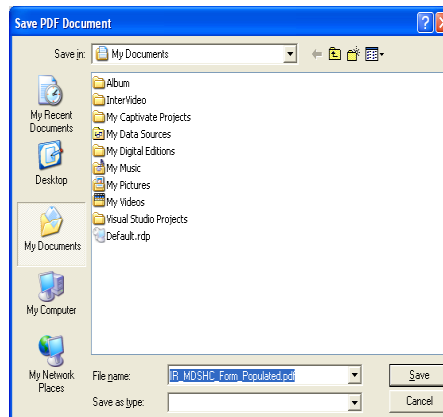 Save PDF Document
?
Save in:
My Documents
My Recent
Documents
Desktop
My Documents
My Computer
My Network
Places
Album
InterVideo
My Captivate Projects
My Data Sources
My Digital Editions
My Music
My Pictures
My Videos
Visual Studio Projects
Default.rdp
File name:
IR_MDSHC_Form_Populated.pdf
Save
Save as type:
Cancel